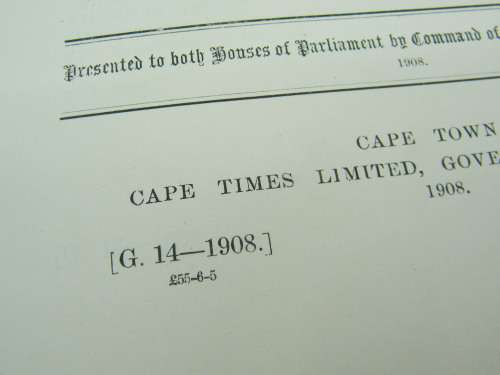 Presented to both Houses of Parliament by Command of
1908.
CAPE TOWN
CAPE TIMES LIMITED, GOVE
1908.
[G. 14—1908.]
£55-6-5